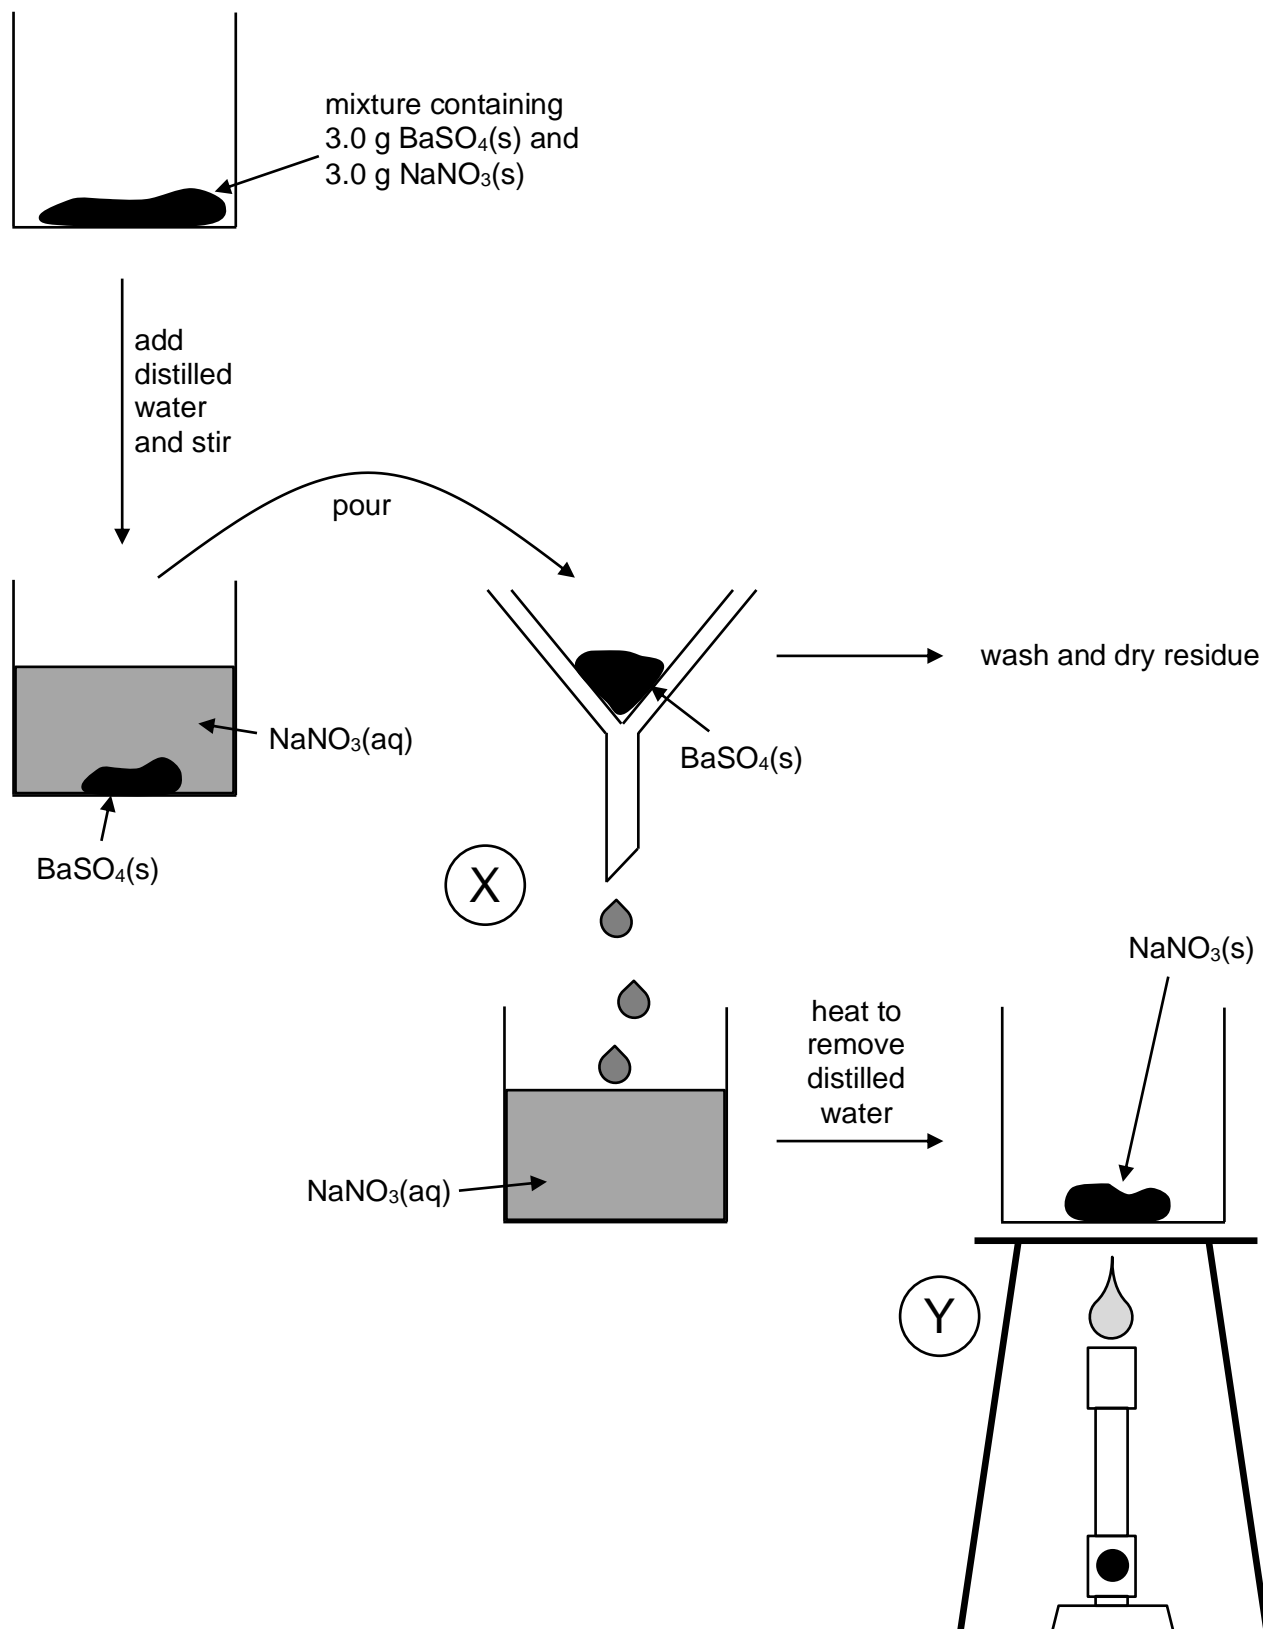 mixture containing
3.0 g BaSO₄(s) and
3.0 g NaNO₃(s)
add
distilled
water
and stir
pour
wash and dry residue
NaNO₃(aq)
BaSO₄(s)
BaSO₄(s)
X
NaNO₃(s)
heat to
remove
distilled
water
NaNO₃(aq)
Y